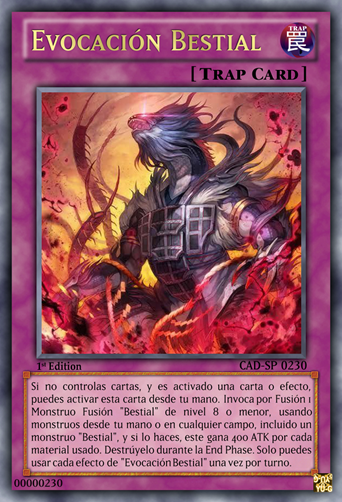 Evocación Bestial
TRAP
罠
[ Trap Card ]
1st Edition
CAD-SP 0230
Si no controlas cartas, y es activado una carta o efecto,
puedes activar esta carta desde tu mano. Invoca por Fusión 1
Monstruo Fusión "Bestial" de nivel 8 o menor, usando
monstruos desde tu mano o en cualquier campo, incluido un
monstruo "Bestial", y si lo haces, este gana 400 ATK por cada
material usado. Destrúyelo durante la End Phase. Solo puedes
usar cada efecto de "Evocación Bestial" una vez por turno.
00000230